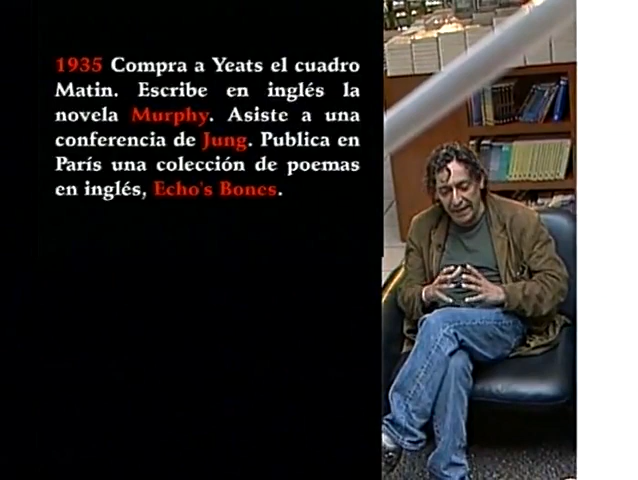 1935 Compra a Yeats el cuadro
Matin. Escribe en inglés la
novela Murphy. Asiste a una
conferencia de Jung. Publica en
París una colección de poemas
en inglés, Echo's Bones.